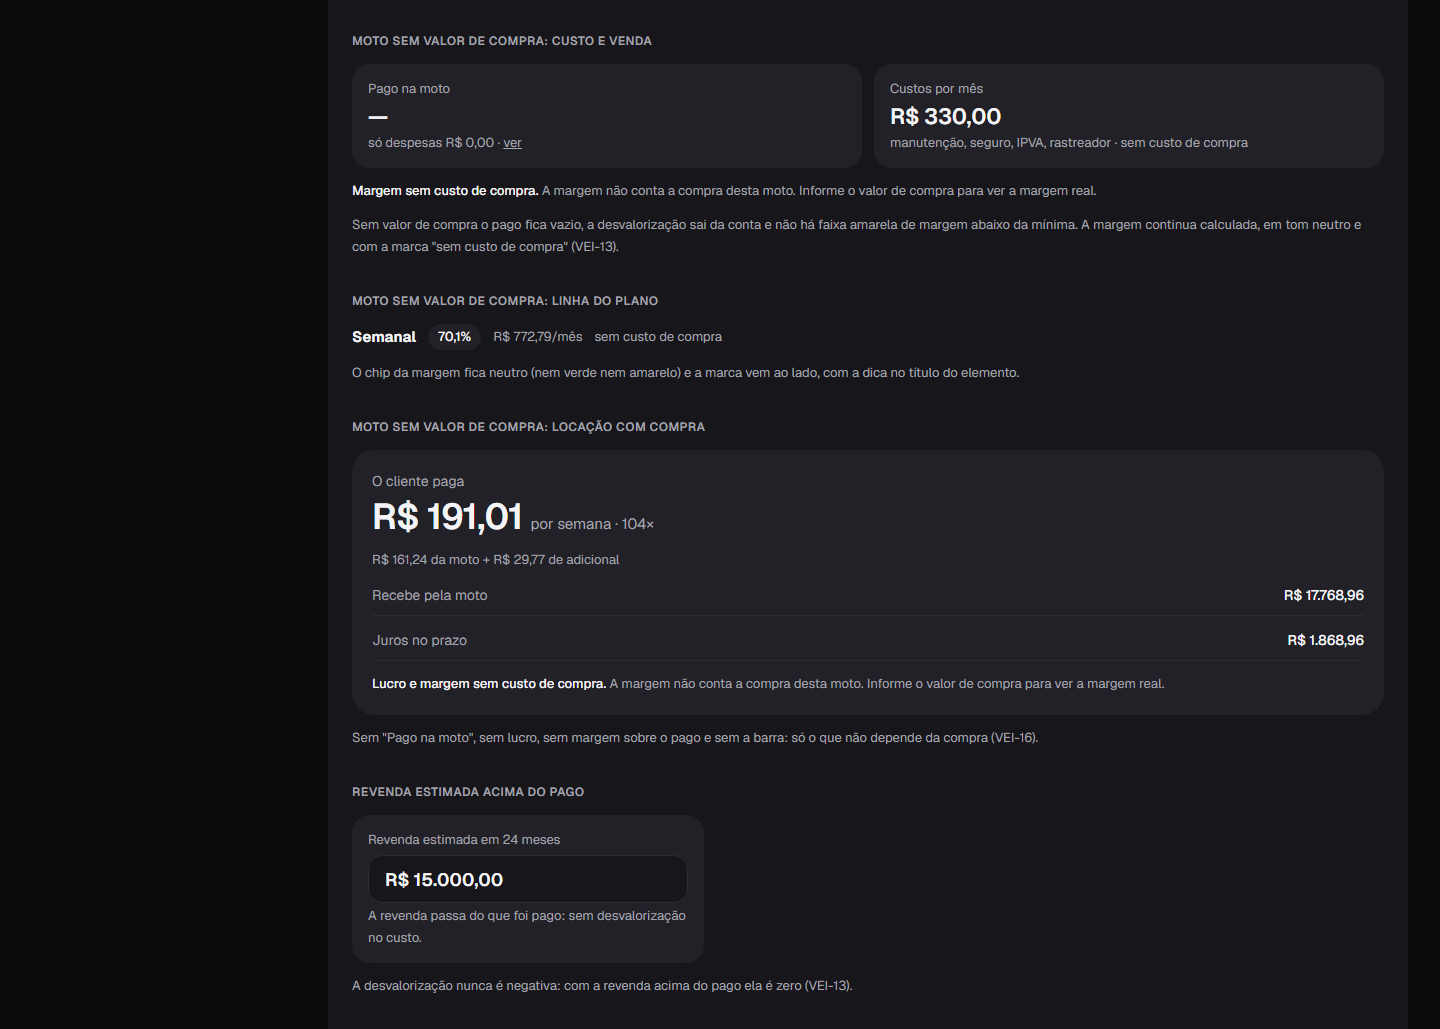 MOTO SEM VALOR DE COMPRA: CUSTO E VENDA
Pago na moto
—
só despesas R$ 0,00 · ver
Custos por mês
R$ 330,00
manutenção, seguro, IPVA, rastreador · sem custo de compra
Margem sem custo de compra. A margem não conta a compra desta moto. Informe o valor de compra para ver a margem real.
Sem valor de compra o pago fica vazio, a desvalorização sai da conta e não há faixa amarela de margem abaixo da mínima. A margem continua calculada, em tom neutro e
com a marca "sem custo de compra" (VEI-13).
MOTO SEM VALOR DE COMPRA: LINHA DO PLANO
Semanal 70,1% R$ 772,79/mês sem custo de compra
O chip da margem fica neutro (nem verde nem amarelo) e a marca vem ao lado, com a dica no título do elemento.
MOTO SEM VALOR DE COMPRA: LOCAÇÃO COM COMPRA
O cliente paga
R$ 191,01 por semana · 104×
R$ 161,24 da moto + R$ 29,77 de adicional
Recebe pela moto R$ 17.768,96
Juros no prazo R$ 1.868,96
Lucro e margem sem custo de compra. A margem não conta a compra desta moto. Informe o valor de compra para ver a margem real.
Sem "Pago na moto", sem lucro, sem margem sobre o pago e sem a barra: só o que não depende da compra (VEI-16).
REVENDA ESTIMADA ACIMA DO PAGO
Revenda estimada em 24 meses
R$ 15.000,00
A revenda passa do que foi pago: sem desvalorização
no custo.
A desvalorização nunca é negativa: com a revenda acima do pago ela é zero (VEI-13).